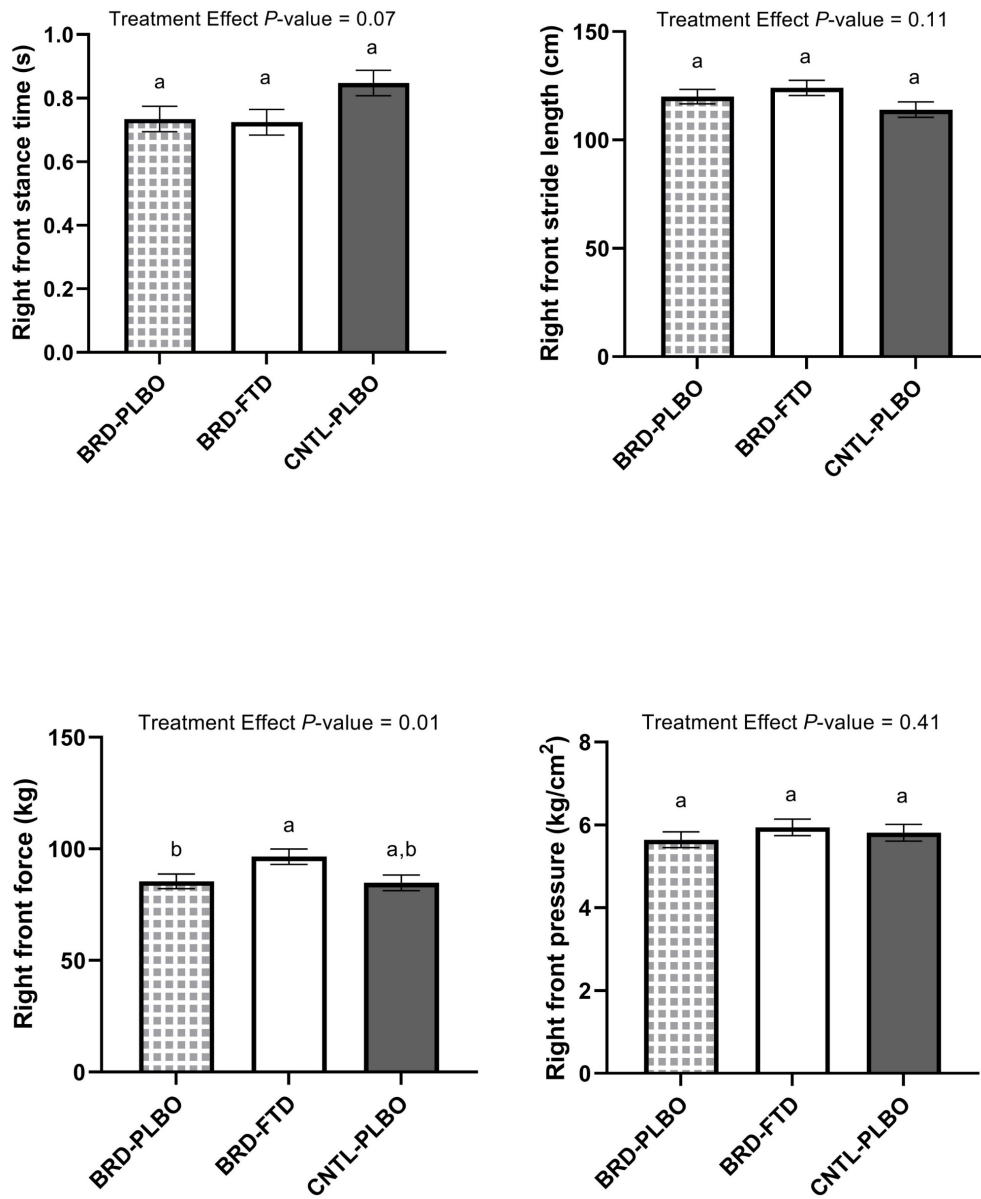 Treatment Effect P-value = 0.07
Right front stance time (s)
1.0
0.8
0.6
0.4
0.2
0.0
a
a
a
BRD-PLBO
BRD-FTD
CNTL-PLBO
Treatment Effect P-value = 0.11
Right front stride length (cm)
150
100
50
0
a
a
a
BRD-PLBO
BRD-FTD
CNTL-PLBO
Treatment Effect P-value = 0.01
Right front force (kg)
150
100
50
0
b
a
a,b
BRD-PLBO
BRD-FTD
CNTL-PLBO
Treatment Effect P-value = 0.41
Right front pressure (kg/cm²)
8
6
4
2
0
a
a
a
BRD-PLBO
BRD-FTD
CNTL-PLBO